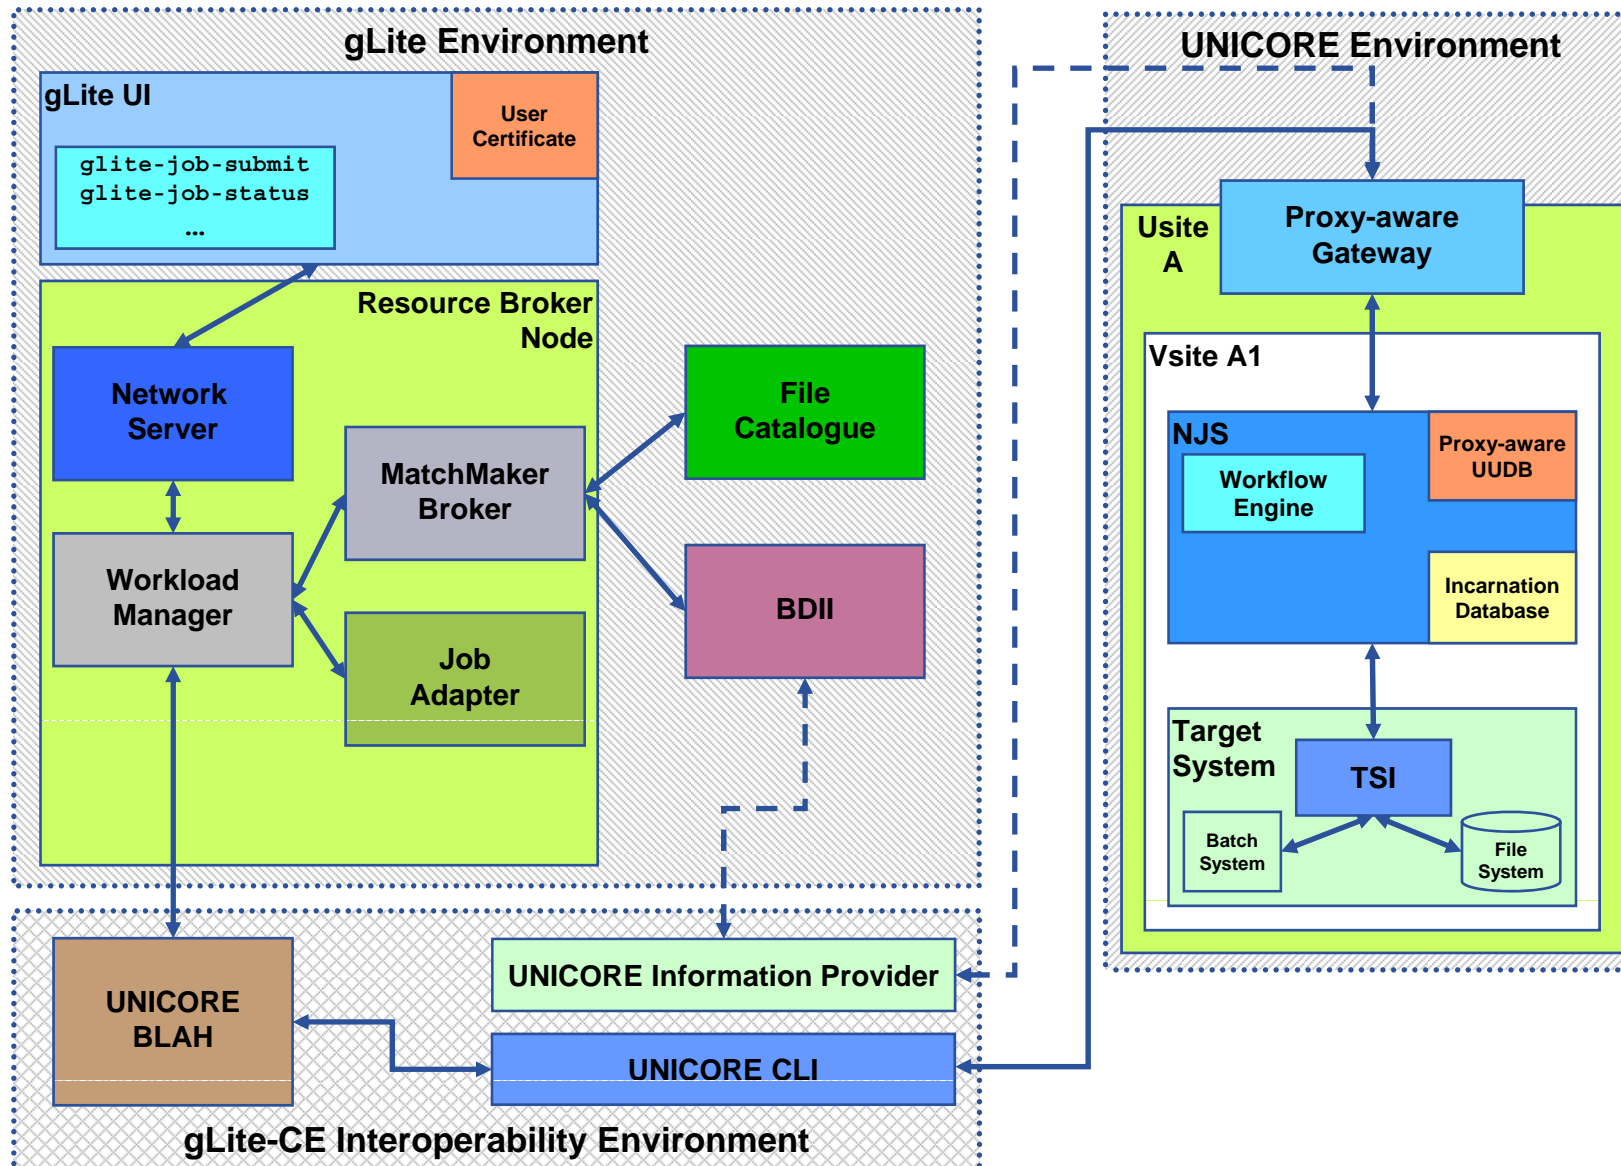 gLite Environment
gLite UI
User
Certificate
glite-job-submit
glite-job-status
...
Resource Broker
Node
Network
Server
MatchMaker
Broker
File
Catalogue
Workload
Manager
BDII
Job
Adapter
UNICORE
BLAH
UNICORE Information Provider
UNICORE CLI
gLite-CE Interoperability Environment
UNICORE Environment
Usite
A
Proxy-aware
Gateway
Vsite A1
NJS
Proxy-aware
UUDB
Workflow
Engine
Incarnation
Database
Target
System
TSI
Batch
System
File
System